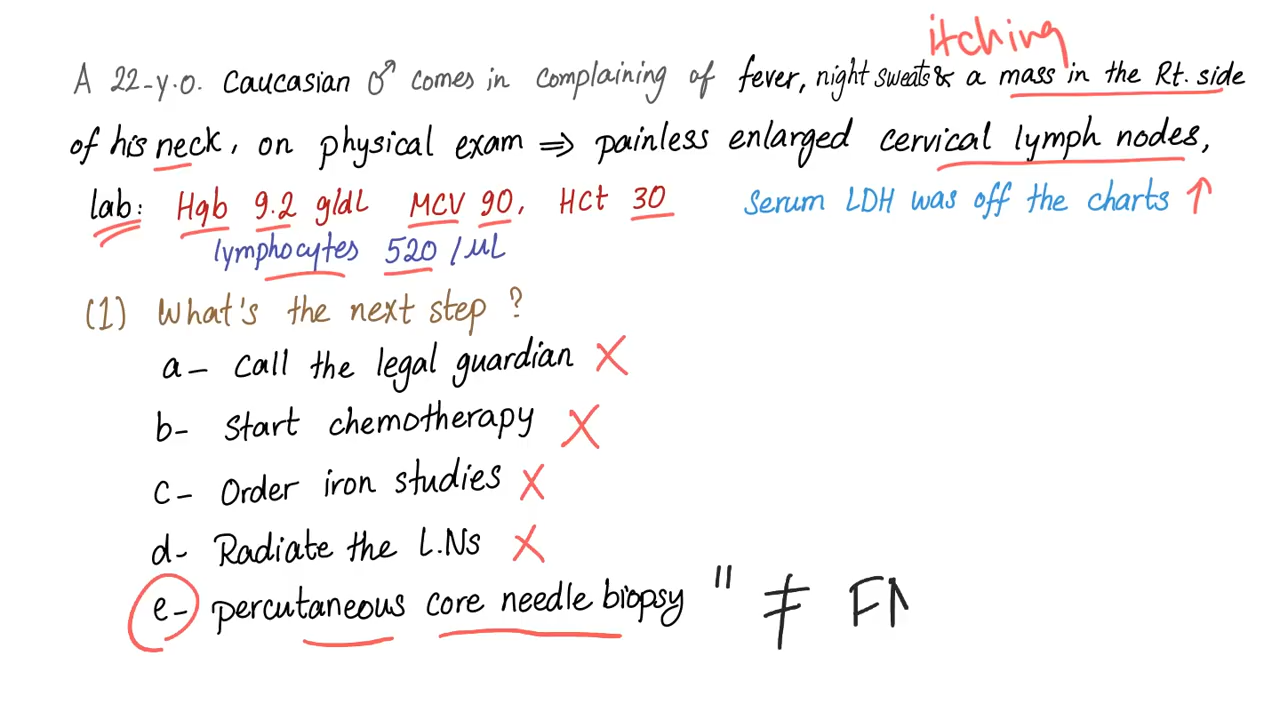 itching
A 22-y.o. Caucasian ♂ comes in complaining of fever, night sweats & a mass in the Rt. side
of his neck, on physical exam ⇒ painless enlarged cervical lymph nodes,
lab: Hgb 9.2 g/dL MCV 90, HCt 30 Serum LDH was off the charts ↑
lymphocytes 520 /µL
(1) What's the next step ?
a- Call the legal guardian X
b- Start chemotherapy X
c- Order iron studies X
d- Radiate the L.Ns X
e- percutaneous core needle biopsy " ≠ FN